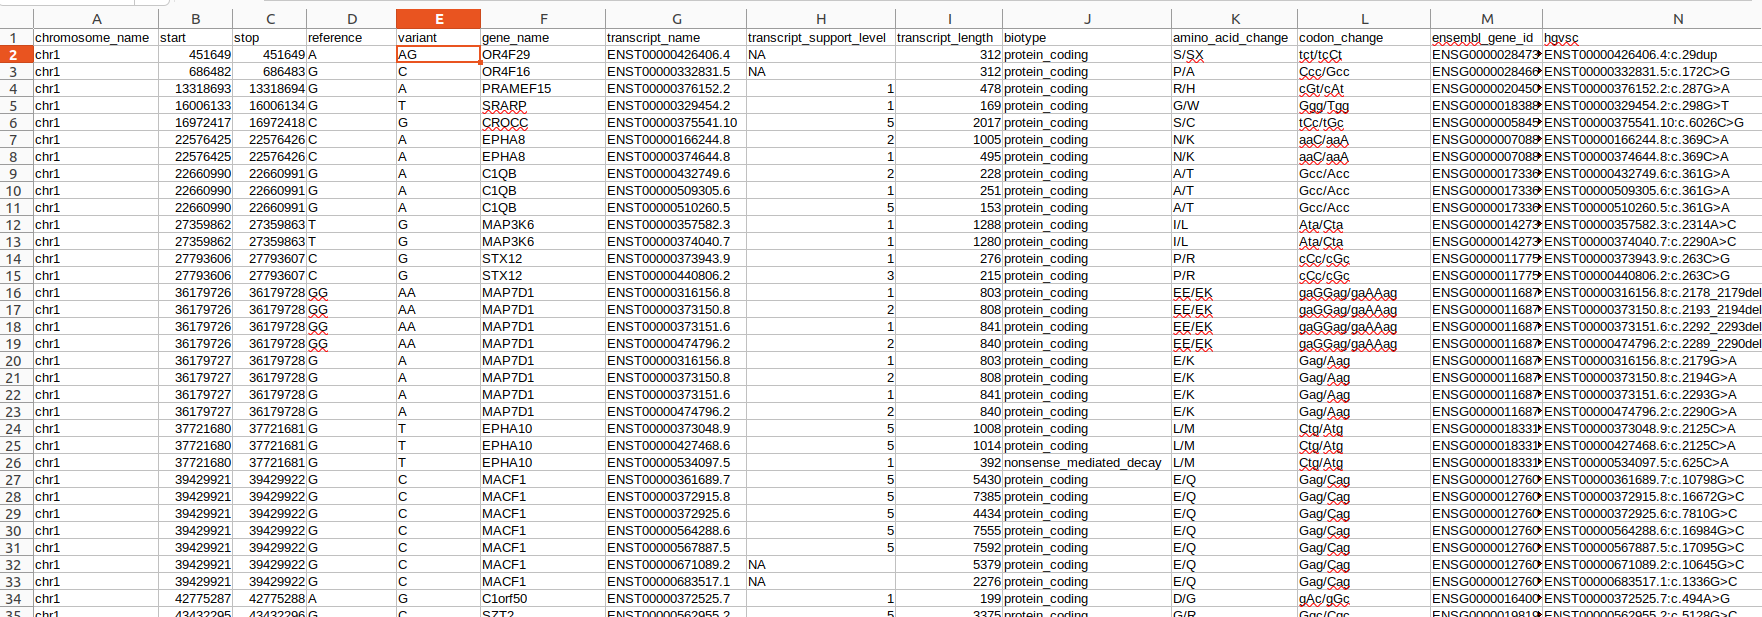 A B C D E F G H I J K L M N
1 chromosome_name start stop reference variant gene_name transcript_name transcript_support_level transcript_length biotype amino_acid_change codon_change ensembl_gene_id hgvsc
2 chr1 451649 451649 A AG OR4F29 ENST00000426406.4 NA 312 protein_coding S/SX tct/tcCt ENSG0000028473 ENST00000426406.4:c.29dup
3 chr1 686482 686483 G C OR4F16 ENST00000332831.5 NA 312 protein_coding P/A Ccc/Gcc ENSG0000028466 ENST00000332831.5:c.172C>G
4 chr1 13318693 13318694 G A PRAMEF15 ENST00000376152.2 1 478 protein_coding R/H cGt/cAt ENSG0000020450 ENST00000376152.2:c.287G>A
5 chr1 16006133 16006134 G T SRARP ENST00000329454.2 1 169 protein_coding G/W Ggg/Tgg ENSG0000018388 ENST00000329454.2:c.298G>T
6 chr1 16972417 16972418 C G CROCC ENST00000375541.10 5 2017 protein_coding S/C tCc/tGc ENSG0000005845 ENST00000375541.10:c.6026C>G
7 chr1 22576425 22576426 C A EPHA8 ENST00000166244.8 2 1005 protein_coding N/K aaC/aaA ENSG0000007088 ENST00000166244.8:c.369C>A
8 chr1 22576425 22576426 C A EPHA8 ENST00000374644.8 1 495 protein_coding N/K aaC/aaA ENSG0000007088 ENST00000374644.8:c.369C>A
9 chr1 22660990 22660991 G A C1QB ENST00000432749.6 2 228 protein_coding A/T Gcc/Acc ENSG0000017336 ENST00000432749.6:c.361G>A
10 chr1 22660990 22660991 G A C1QB ENST00000509305.6 1 251 protein_coding A/T Gcc/Acc ENSG0000017336 ENST00000509305.6:c.361G>A
11 chr1 22660990 22660991 G A C1QB ENST00000510260.5 5 153 protein_coding A/T Gcc/Acc ENSG0000017336 ENST00000510260.5:c.361G>A
12 chr1 27359862 27359863 T G MAP3K6 ENST00000357582.3 1 1288 protein_coding I/L Ata/Cta ENSG0000014273 ENST00000357582.3:c.2314A>C
13 chr1 27359862 27359863 T G MAP3K6 ENST00000374040.7 1 1280 protein_coding I/L Ata/Cta ENSG0000014273 ENST00000374040.7:c.2290A>C
14 chr1 27793606 27793607 C G STX12 ENST00000373943.9 1 276 protein_coding P/R cCc/cGc ENSG0000011775 ENST00000373943.9:c.263C>G
15 chr1 27793606 27793607 C G STX12 ENST00000440806.2 3 215 protein_coding P/R cCc/cGc ENSG0000011775 ENST00000440806.2:c.263C>G
16 chr1 36179726 36179728 GG AA MAP7D1 ENST00000316156.8 1 803 protein_coding EE/EK gaGGag/gaAAag ENSG0000011687 ENST00000316156.8:c.2178_2179del
17 chr1 36179726 36179728 GG AA MAP7D1 ENST00000373150.8 2 808 protein_coding EE/EK gaGGag/gaAAag ENSG0000011687 ENST00000373150.8:c.2193_2194del
18 chr1 36179726 36179728 GG AA MAP7D1 ENST00000373151.6 1 841 protein_coding EE/EK gaGGag/gaAAag ENSG0000011687 ENST00000373151.6:c.2292_2293del
19 chr1 36179726 36179728 GG AA MAP7D1 ENST00000474796.2 2 840 protein_coding EE/EK gaGGag/gaAAag ENSG0000011687 ENST00000474796.2:c.2289_2290del
20 chr1 36179727 36179728 G A MAP7D1 ENST00000316156.8 1 803 protein_coding E/K Gag/Aag ENSG0000011687 ENST00000316156.8:c.2179G>A
21 chr1 36179727 36179728 G A MAP7D1 ENST00000373150.8 2 808 protein_coding E/K Gag/Aag ENSG0000011687 ENST00000373150.8:c.2194G>A
22 chr1 36179727 36179728 G A MAP7D1 ENST00000373151.6 1 841 protein_coding E/K Gag/Aag ENSG0000011687 ENST00000373151.6:c.2293G>A
23 chr1 36179727 36179728 G A MAP7D1 ENST00000474796.2 2 840 protein_coding E/K Gag/Aag ENSG0000011687 ENST00000474796.2:c.2290G>A
24 chr1 37721680 37721681 G T EPHA10 ENST00000373048.9 5 1008 protein_coding L/M Ctg/Atg ENSG0000018331 ENST00000373048.9:c.2125C>A
25 chr1 37721680 37721681 G T EPHA10 ENST00000427468.6 5 1014 protein_coding L/M Ctg/Atg ENSG0000018331 ENST00000427468.6:c.2125C>A
26 chr1 37721680 37721681 G T EPHA10 ENST00000534097.5 1 392 nonsense_mediated_decay L/M Ctg/Atg ENSG0000018331 ENST00000534097.5:c.625C>A
27 chr1 39429921 39429922 G C MACF1 ENST00000361689.7 5 5430 protein_coding E/Q Gag/Cag ENSG0000012760 ENST00000361689.7:c.10798G>C
28 chr1 39429921 39429922 G C MACF1 ENST00000372915.8 5 7385 protein_coding E/Q Gag/Cag ENSG0000012760 ENST00000372915.8:c.16672G>C
29 chr1 39429921 39429922 G C MACF1 ENST00000372925.6 5 4434 protein_coding E/Q Gag/Cag ENSG0000012760 ENST00000372925.6:c.7810G>C
30 chr1 39429921 39429922 G C MACF1 ENST00000564288.6 5 7555 protein_coding E/Q Gag/Cag ENSG0000012760 ENST00000564288.6:c.16984G>C
31 chr1 39429921 39429922 G C MACF1 ENST00000567887.5 5 7592 protein_coding E/Q Gag/Cag ENSG0000012760 ENST00000567887.5:c.17095G>C
32 chr1 39429921 39429922 G C MACF1 ENST00000671089.2 NA 5379 protein_coding E/Q Gag/Cag ENSG0000012760 ENST00000671089.2:c.10645G>C
33 chr1 39429921 39429922 G C MACF1 ENST00000683517.1 NA 2276 protein_coding E/Q Gag/Cag ENSG0000012760 ENST00000683517.1:c.1336G>C
34 chr1 42775287 42775288 A G C1orf50 ENST00000372525.7 1 199 protein_coding D/G gAc/gGc ENSG0000016400 ENST00000372525.7:c.494A>G
35 chr1 43432295 43432296 G C SZT2 ENST00000562955.2 5 3375 protein_coding G/R Ggc/Cgc ENSG0000019819 ENST00000562955.2:c.5128G>C